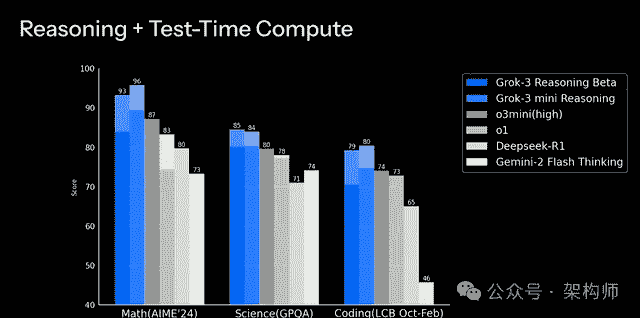 Reasoning + Test-Time Compute
100
90
80
70
60
50
40
Score
93
96
87
83
80
73
85
84
80
78
71
74
79
80
74
73
65
46
Math(AIME'24)
Science(GPQA)
Coding(LCB Oct-Feb)
Grok-3 Reasoning Beta
Grok-3 mini Reasoning
o3mini(high)
o1
Deepseek-R1
Gemini-2 Flash Thinking
公众号 · 架构师